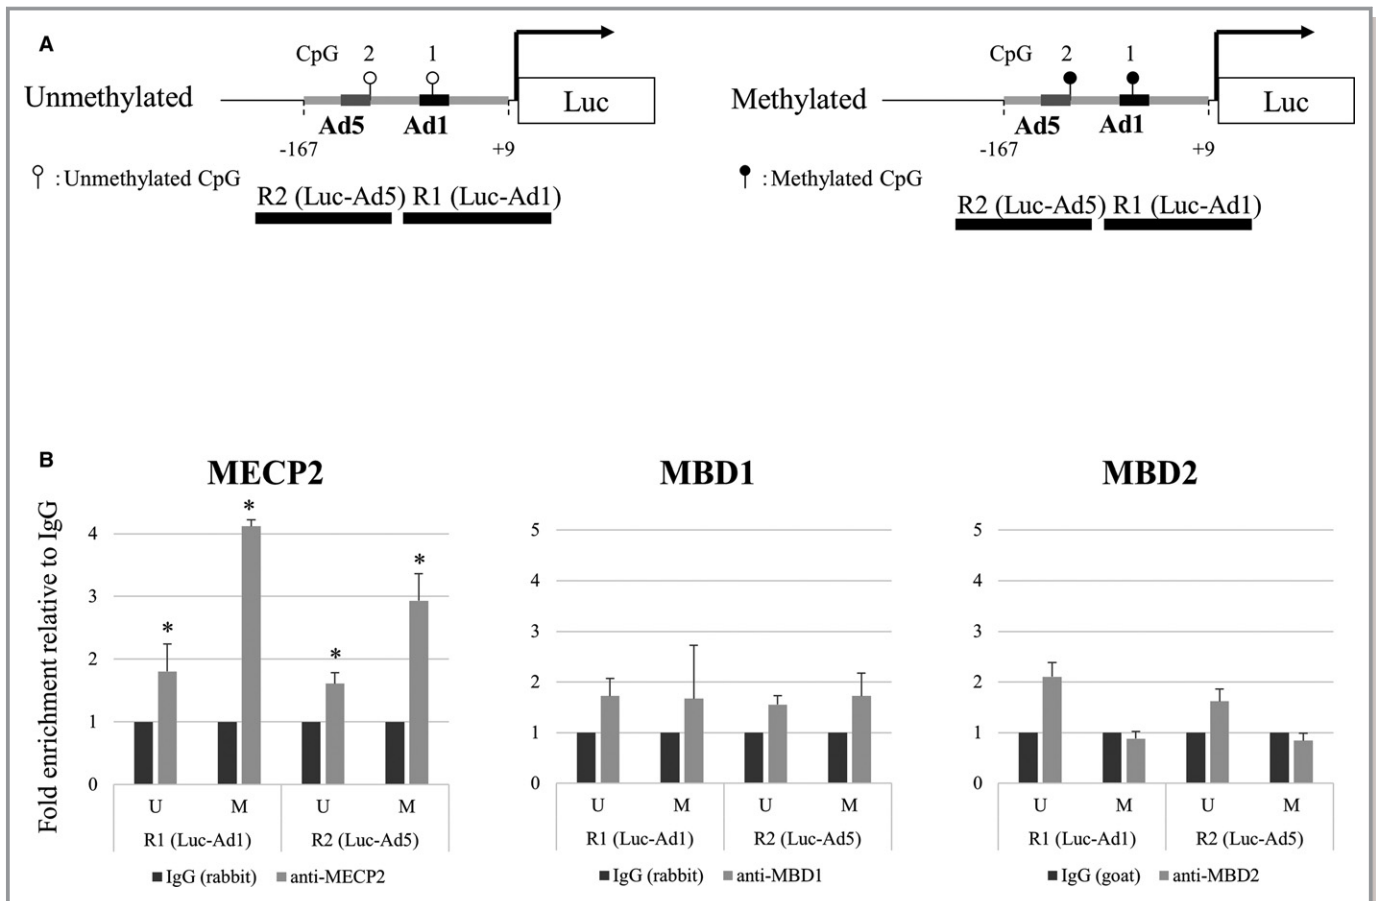 A
CpG 2 1
Unmethylated
Luc
Ad5 Ad1
-167 +9
: Unmethylated CpG
R2 (Luc-Ad5) R1 (Luc-Ad1)
CpG 2 1
Methylated
Luc
Ad5 Ad1
-167 +9
: Methylated CpG
R2 (Luc-Ad5) R1 (Luc-Ad1)
B
MECP2
Fold enrichment relative to IgG
4
3
2
1
0
* * * *
U M U M
R1 (Luc-Ad1) R2 (Luc-Ad5)
IgG (rabbit) anti-MECP2
MBD1
5
4
3
2
1
0
U M U M
R1 (Luc-Ad1) R2 (Luc-Ad5)
IgG (rabbit) anti-MBD1
MBD2
5
4
3
2
1
0
U M U M
R1 (Luc-Ad1) R2 (Luc-Ad5)
IgG (goat) anti-MBD2